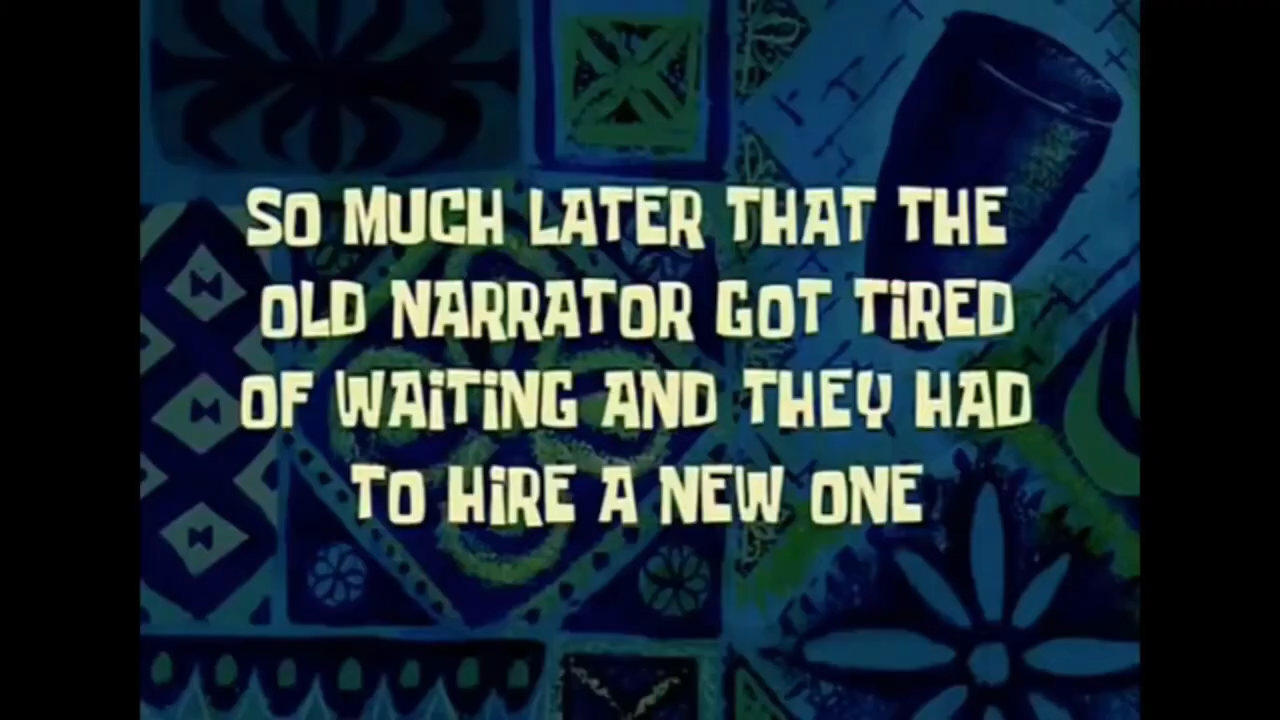 SO MUCH LATER THAT THE
OLD NARRATOR GOT TIRED
OF WAITING AND THEY HAD
TO HIRE A NEW ONE